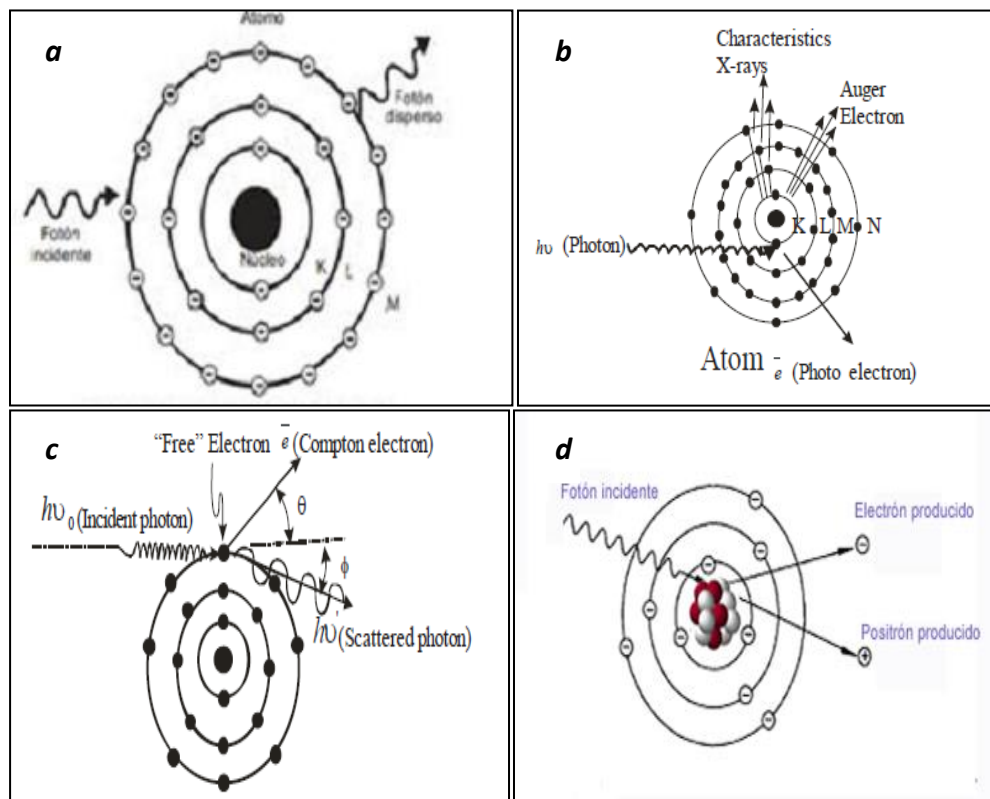 a
Atomo
Fotón
disperso
Fotón
incidente
Núcleo
K
L
M
b
Characteristics
X-rays
Auger
Electron
K L M N
hυ (Photon)
Atom
e̅ (Photo electron)
c
“Free” Electron e̅ (Compton electron)
hυ₀ (Incident photon)
θ
ϕ
hυ' (Scattered photon)
d
Fotón incidente
Electrón producido
Positrón producido